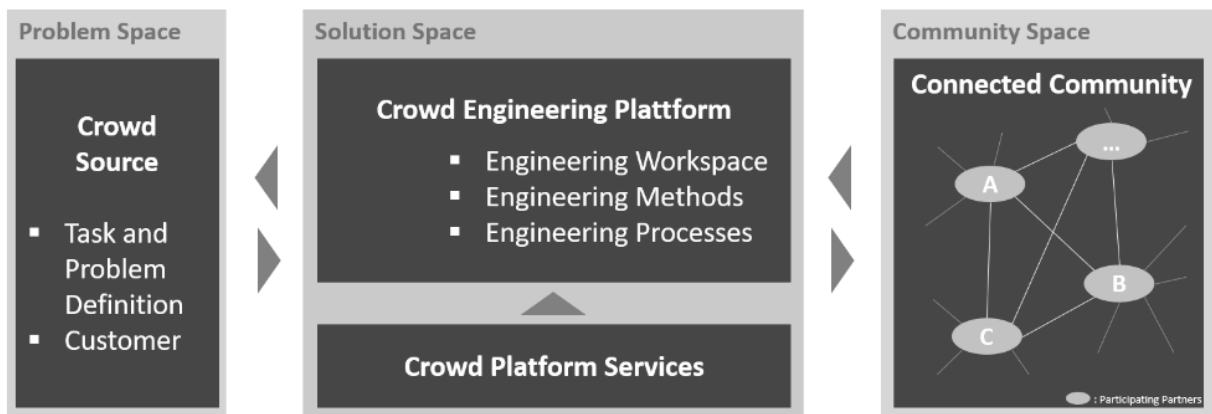 Problem Space
Crowd
Source
▪ Task and
Problem
Definition
▪ Customer
Solution Space
Crowd Engineering Plattform
▪ Engineering Workspace
▪ Engineering Methods
▪ Engineering Processes
Crowd Platform Services
Community Space
Connected Community
...
A
B
C
: Participating Partners